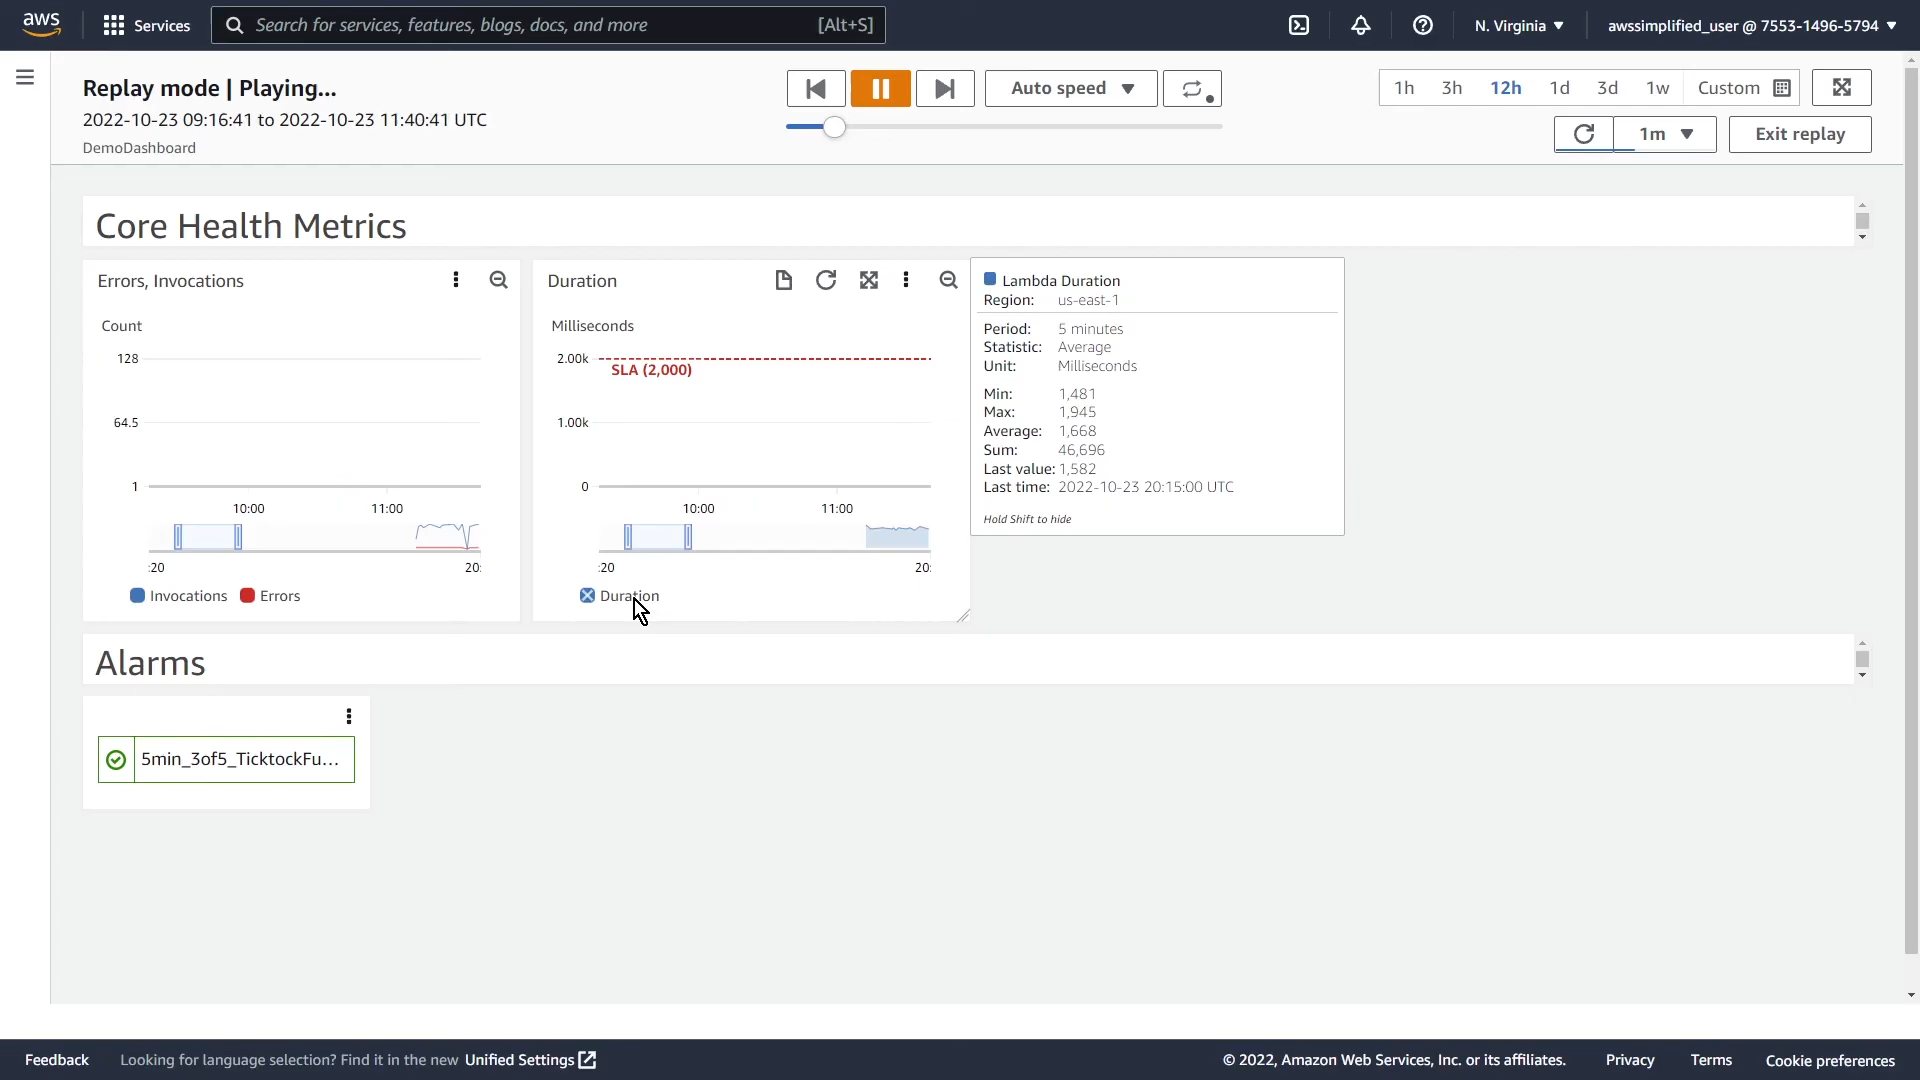 aws
Services
Search for services, features, blogs, docs, and more
[Alt+S]
N. Virginia
awssimplified_user @ 7553-1496-5794
Replay mode | Playing...
2022-10-23 09:16:41 to 2022-10-23 11:40:41 UTC
DemoDashboard
Auto speed
1h 3h 12h 1d 3d 1w Custom
1m
Exit replay
Core Health Metrics
Errors, Invocations
Count
128
64.5
1
10:00 11:00
:20 20:
Invocations Errors
Duration
Milliseconds
2.00k
SLA (2,000)
1.00k
0
10:00 11:00
:20 20:
Duration
Lambda Duration
Region: us-east-1
Period: 5 minutes
Statistic: Average
Unit: Milliseconds
Min: 1,481
Max: 1,945
Average: 1,668
Sum: 46,696
Last value: 1,582
Last time: 2022-10-23 20:15:00 UTC
Hold Shift to hide
Alarms
5min_3of5_TicktockFu...
Feedback
Looking for language selection? Find it in the new Unified Settings
© 2022, Amazon Web Services, Inc. or its affiliates.
Privacy
Terms
Cookie preferences